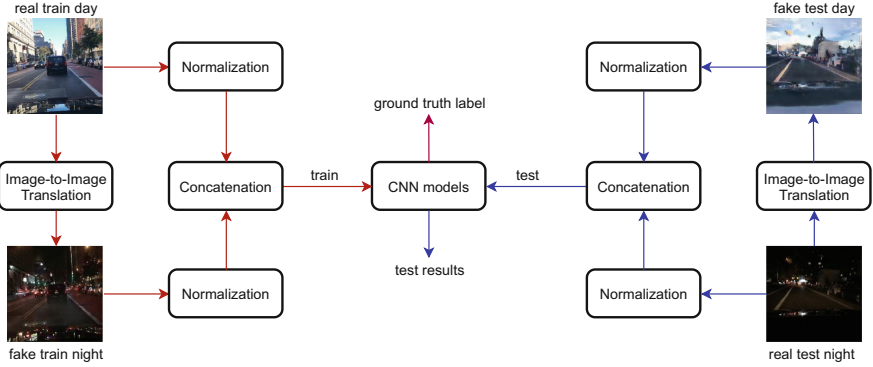 real train day
fake test day
Normalization
Normalization
ground truth label
Image-to-Image
Translation
Concatenation
train
CNN models
test
Concatenation
Image-to-Image
Translation
test results
Normalization
Normalization
fake train night
real test night